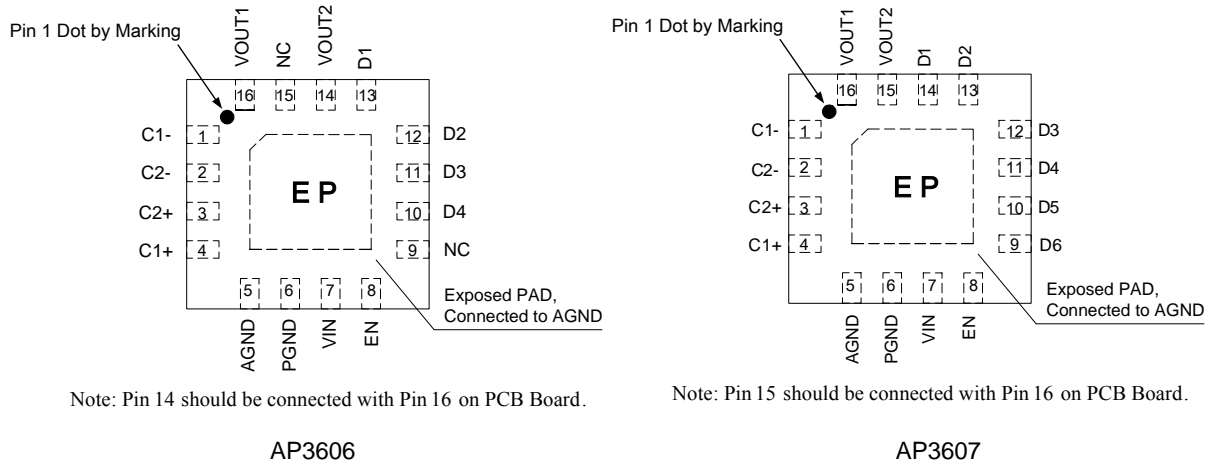 Pin 1 Dot by Marking
VOUT1
NC
VOUT2
D1
16 15 14 13
C1- 1 12 D2
C2- 2 11 D3
C2+ 3 10 D4
C1+ 4 9 NC
EP
5 6 7 8
AGND
PGND
VIN
EN
Exposed PAD,
Connected to AGND
Note: Pin 14 should be connected with Pin 16 on PCB Board.
AP3606
Pin 1 Dot by Marking
VOUT1
VOUT2
D1
D2
16 15 14 13
C1- 1 12 D3
C2- 2 11 D4
C2+ 3 10 D5
C1+ 4 9 D6
EP
5 6 7 8
AGND
PGND
VIN
EN
Exposed PAD,
Connected to AGND
Note: Pin 15 should be connected with Pin 16 on PCB Board.
AP3607